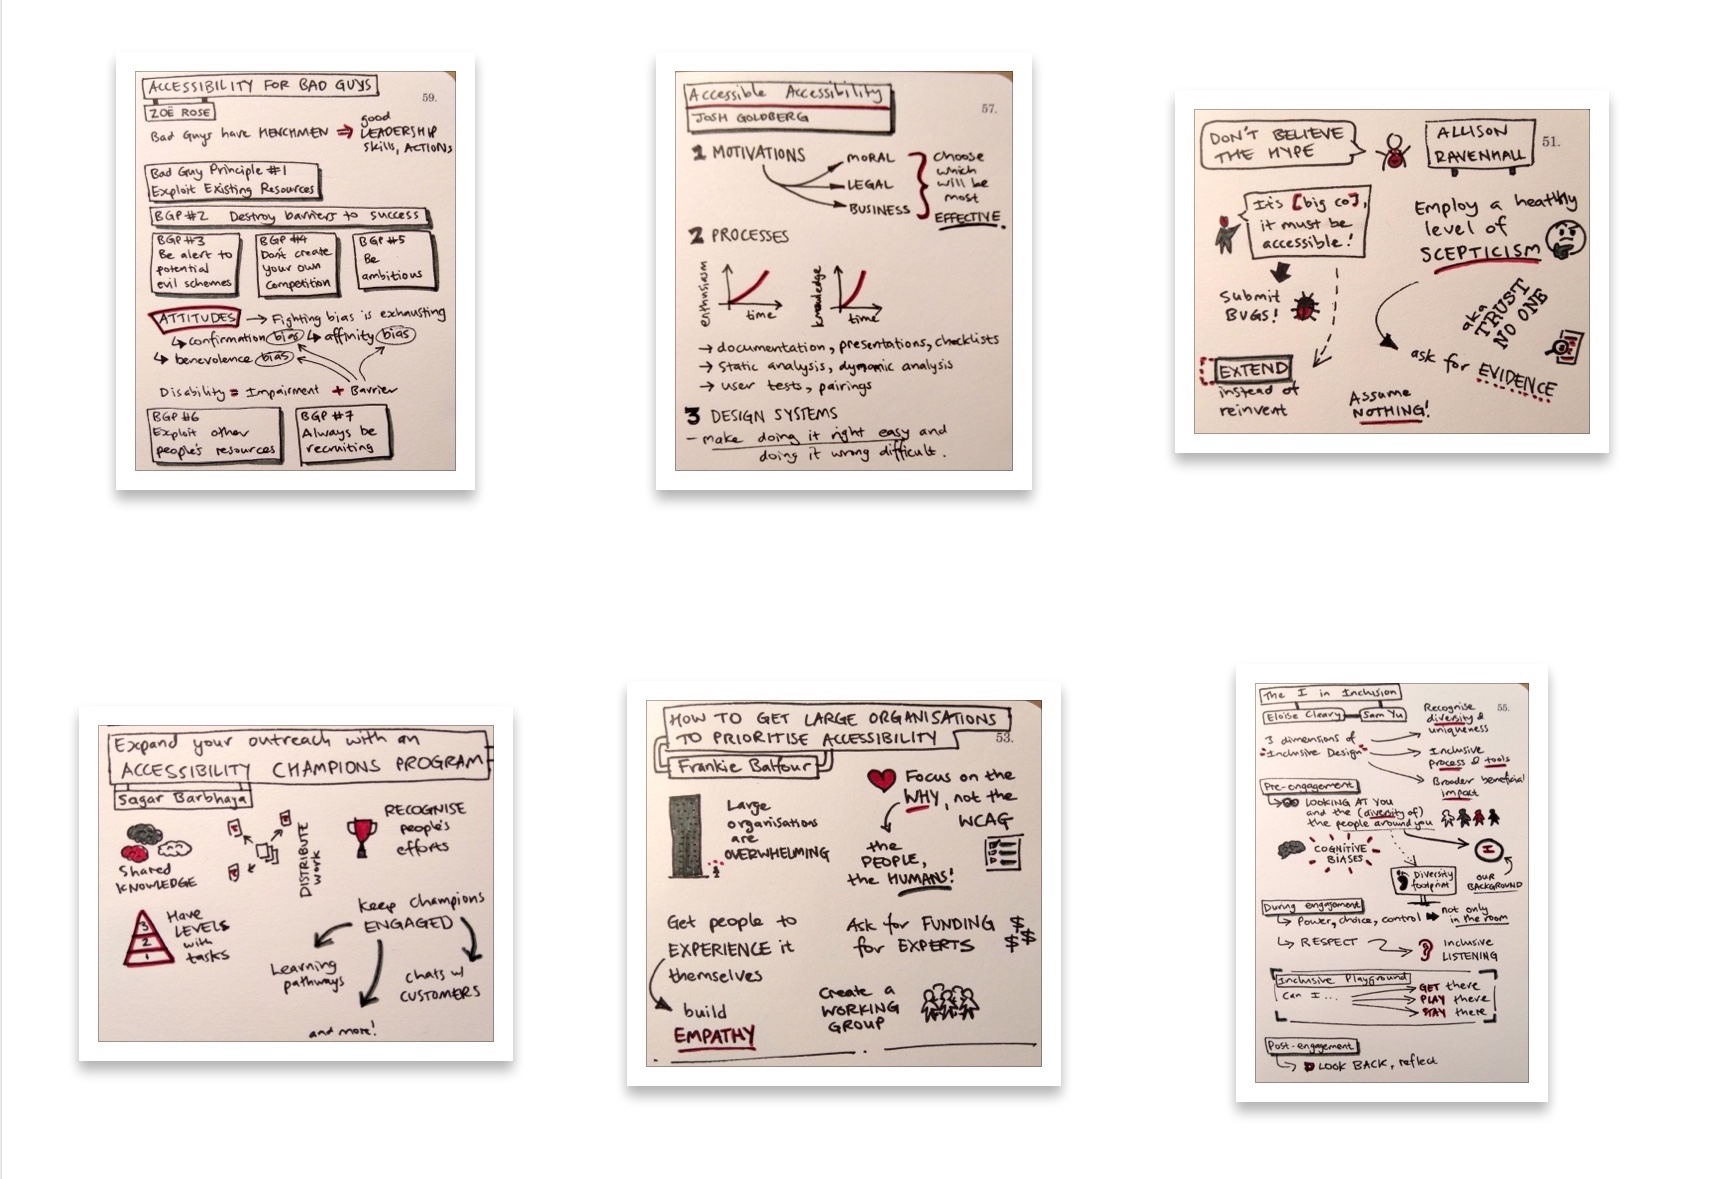 ACCESSIBILITY FOR BAD GUYS
59.
ZOË ROSE
Bad Guys have HENCHMEN ⇒ good LEADERSHIP skills, ACTIONS
Bad Guy Principle #1
Exploit Existing Resources
BGP #2 Destroy barriers to success
BGP #3
Be alert to
potential
evil schemes
BGP #4
Don't create
your own
competition
BGP #5
Be
ambitious
ATTITUDES → Fighting bias is exhausting
↳ confirmation bias ↳ affinity bias
↳ benevolence bias
Disability = Impairment + Barrier
BGP #6
Exploit other
people's resources
BGP #7
Always be
recruiting
Accessible Accessibility
57.
JOSH GOLDBERG
1 MOTIVATIONS
MORAL
LEGAL
BUSINESS
choose
which
will be
most
EFFECTIVE.
2 PROCESSES
enthusiasm
time
knowledge
time
→ documentation, presentations, checklists
→ static analysis, dynamic analysis
→ user tests, pairings
3 DESIGN SYSTEMS
- make doing it right easy and
doing it wrong difficult.
DON'T BELIEVE
THE HYPE
ALLISON
RAVENHALL
51.
It's [big co],
it must be
accessible!
Submit
BUGS!
EXTEND
instead of
reinvent
Employ a healthy
level of
SCEPTICISM
aka
TRUST
NO ONE
ask for EVIDENCE
Assume
NOTHING!
Expand your outreach with an
ACCESSIBILITY CHAMPIONS PROGRAM
Sagar Barbhaya
Shared
KNOWLEDGE
DISTRIBUTE
WORK
RECOGNISE
people's
efforts
3
2
1
Have
LEVELS
with
tasks
Keep champions
ENGAGED
Learning
pathways
chats w/
CUSTOMERS
and more!
HOW TO GET LARGE ORGANISATIONS
TO PRIORITISE ACCESSIBILITY
53.
Frankie Balfour
Large
organisations
are
OVERWHELMING
Focus on the
WHY, not the
WCAG
the
PEOPLE,
the HUMANS!
Get people to
EXPERIENCE it
themselves
build
EMPATHY
Ask for FUNDING
for EXPERTS
$
$$
Create a
WORKING
GROUP
The I in Inclusion
55.
Eloise Cleary
Sam Yu
3 dimensions of
"Inclusive Design"
Recognise
diversity &
uniqueness
Inclusive
process & tools
Broader beneficial
impact
Pre-engagement
LOOKING AT YOU
and the (diversity of)
the people around you
COGNITIVE
BIASES
I
Diversity
footprint
OUR
BACKGROUND
During engagement
↳ Power, choice, control
not only
in the room
↳ RESPECT
Inclusive
LISTENING
Inclusive Playground
Can I...
GET there
PLAY there
STAY there
Post-engagement
LOOK BACK, reflect